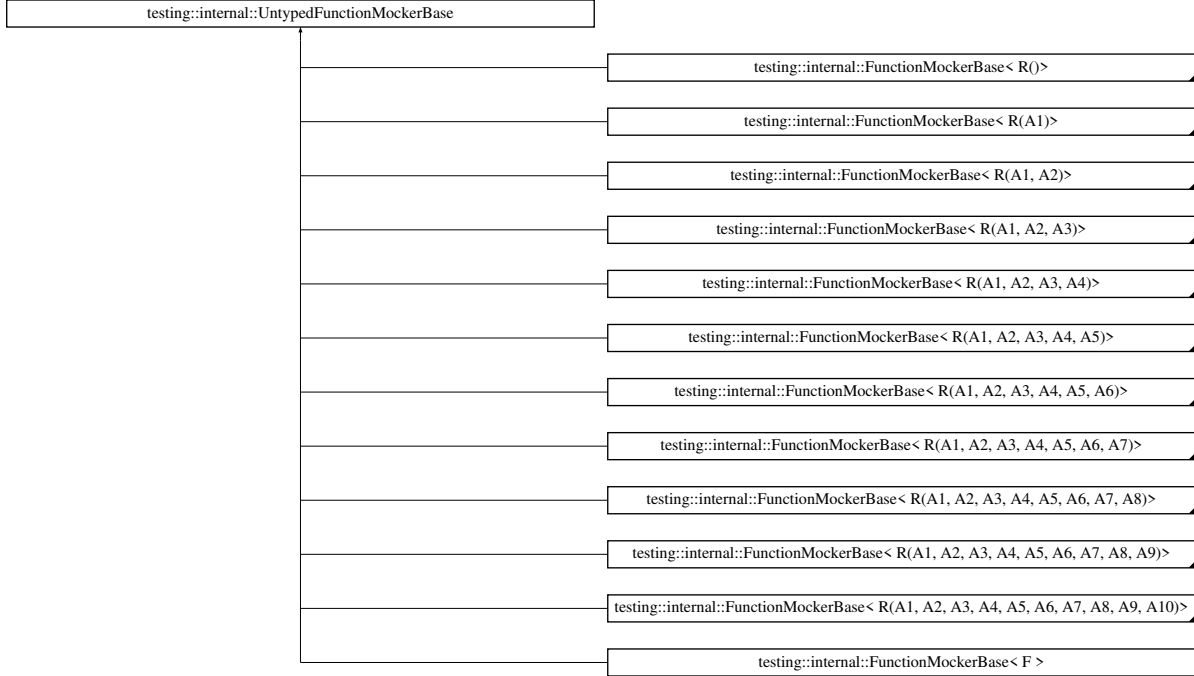 testing::internal::UntypedFunctionMockerBase
testing::internal::FunctionMockerBase< R()>
testing::internal::FunctionMockerBase< R(A1)>
testing::internal::FunctionMockerBase< R(A1, A2)>
testing::internal::FunctionMockerBase< R(A1, A2, A3)>
testing::internal::FunctionMockerBase< R(A1, A2, A3, A4)>
testing::internal::FunctionMockerBase< R(A1, A2, A3, A4, A5)>
testing::internal::FunctionMockerBase< R(A1, A2, A3, A4, A5, A6)>
testing::internal::FunctionMockerBase< R(A1, A2, A3, A4, A5, A6, A7)>
testing::internal::FunctionMockerBase< R(A1, A2, A3, A4, A5, A6, A7, A8)>
testing::internal::FunctionMockerBase< R(A1, A2, A3, A4, A5, A6, A7, A8, A9)>
testing::internal::FunctionMockerBase< R(A1, A2, A3, A4, A5, A6, A7, A8, A9, A10)>
testing::internal::FunctionMockerBase< F >